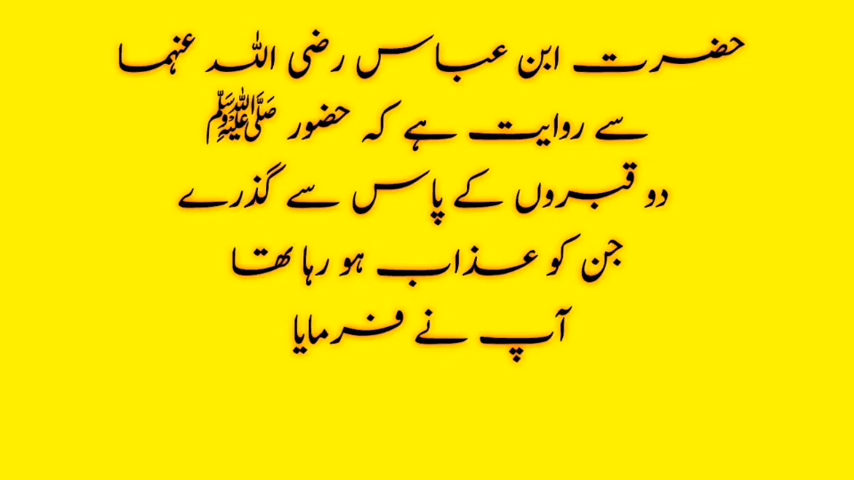 حضرت ابن عباس رضی اللہ عنہما
سے روایت ہے کہ حضور ﷺ
دو قبروں کے پاس سے گذرے
جن کو عذاب ہو رہا تھا
آپ نے فرمایا